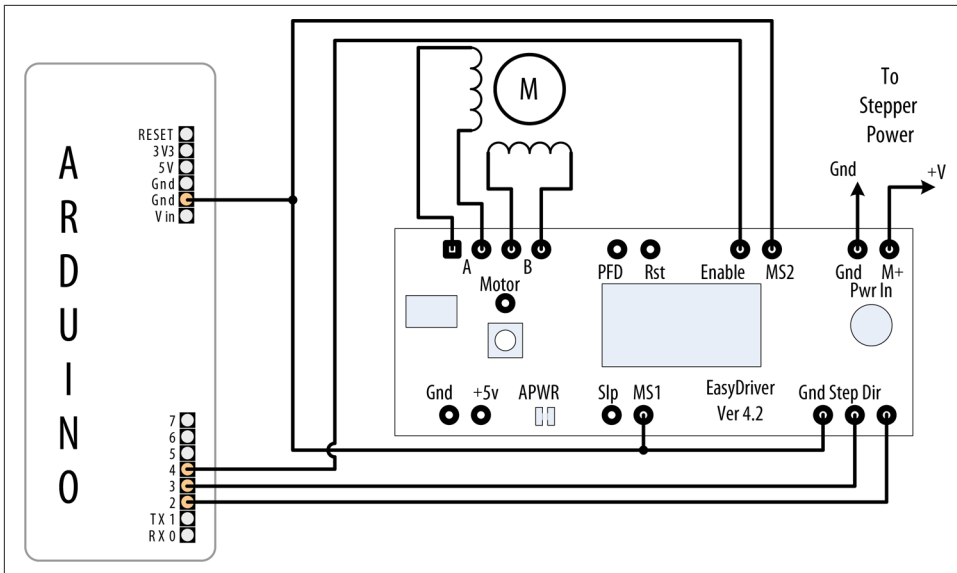 ARDUINO
RESET
3V3
5V
Gnd
Gnd
Vin
7
6
5
4
3
2
TX 1
RX 0
M
To
Stepper
Power
Gnd
+V
A
B
Motor
PFD
Rst
Enable
MS2
Gnd
M+
Pwr In
Gnd
+5v
APWR
Slp
MS1
EasyDriver
Ver 4.2
Gnd Step Dir